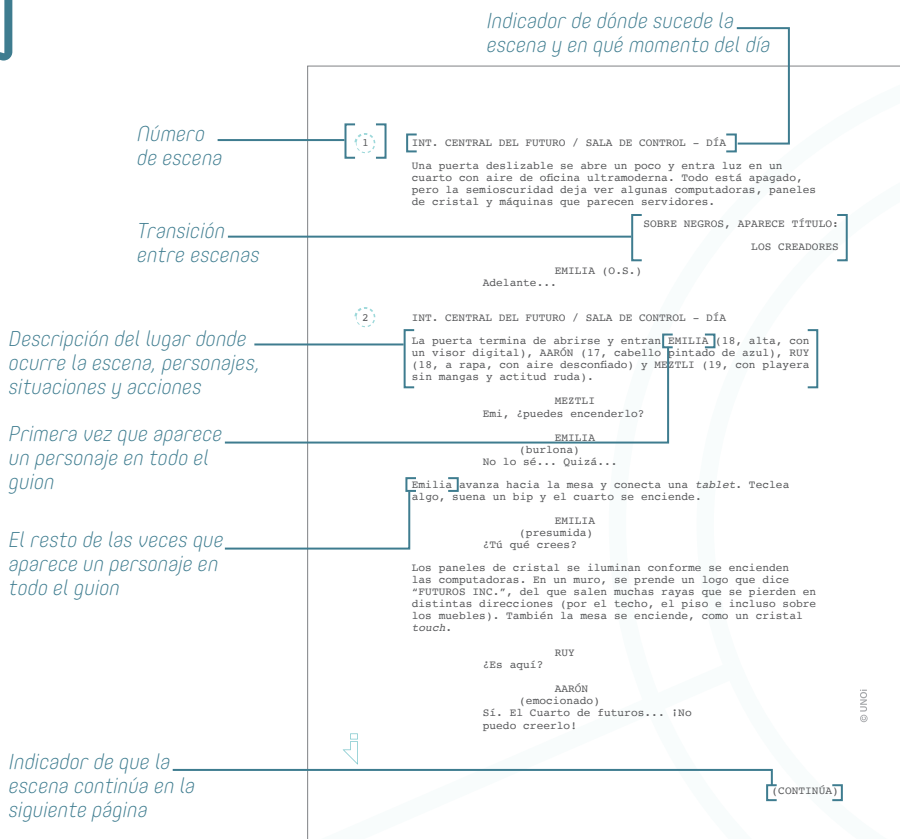 Indicador de dónde sucede la
escena y en qué momento del día
Número
de escena
1
INT. CENTRAL DEL FUTURO / SALA DE CONTROL – DÍA
Una puerta deslizable se abre un poco y entra luz en un
cuarto con aire de oficina ultramoderna. Todo está apagado,
pero la semioscuridad deja ver algunas computadoras, paneles
de cristal y máquinas que parecen servidores.
Transición
entre escenas
SOBRE NEGROS, APARECE TÍTULO:
LOS CREADORES
EMILIA (O.S.)
Adelante...
2
INT. CENTRAL DEL FUTURO / SALA DE CONTROL – DÍA
Descripción del lugar donde
ocurre la escena, personajes,
situaciones y acciones
La puerta termina de abrirse y entran EMILIA (18, alta, con
un visor digital), AARÓN (17, cabello pintado de azul), RUY
(18, a rapa, con aire desconfiado) y MEZTLI (19, con playera
sin mangas y actitud ruda).
MEZTLI
Emi, ¿puedes encenderlo?
Primera vez que aparece
un personaje en todo el
guion
EMILIA
(burlona)
No lo sé... Quizá...
Emilia avanza hacia la mesa y conecta una tablet. Teclea
algo, suena un bip y el cuarto se enciende.
El resto de las veces que
aparece un personaje en
todo el guion
EMILIA
(presumida)
¿Tú qué crees?
Los paneles de cristal se iluminan conforme se encienden
las computadoras. En un muro, se prende un logo que dice
“FUTUROS INC.”, del que salen muchas rayas que se pierden en
distintas direcciones (por el techo, el piso e incluso sobre
los muebles). También la mesa se enciende, como un cristal
touch.
RUY
¿Es aquí?
AARÓN
(emocionado)
Sí. El Cuarto de futuros... ¡No
puedo creerlo!
© UNOi
Indicador de que la
escena continúa en la
siguiente página
(CONTINÚA)